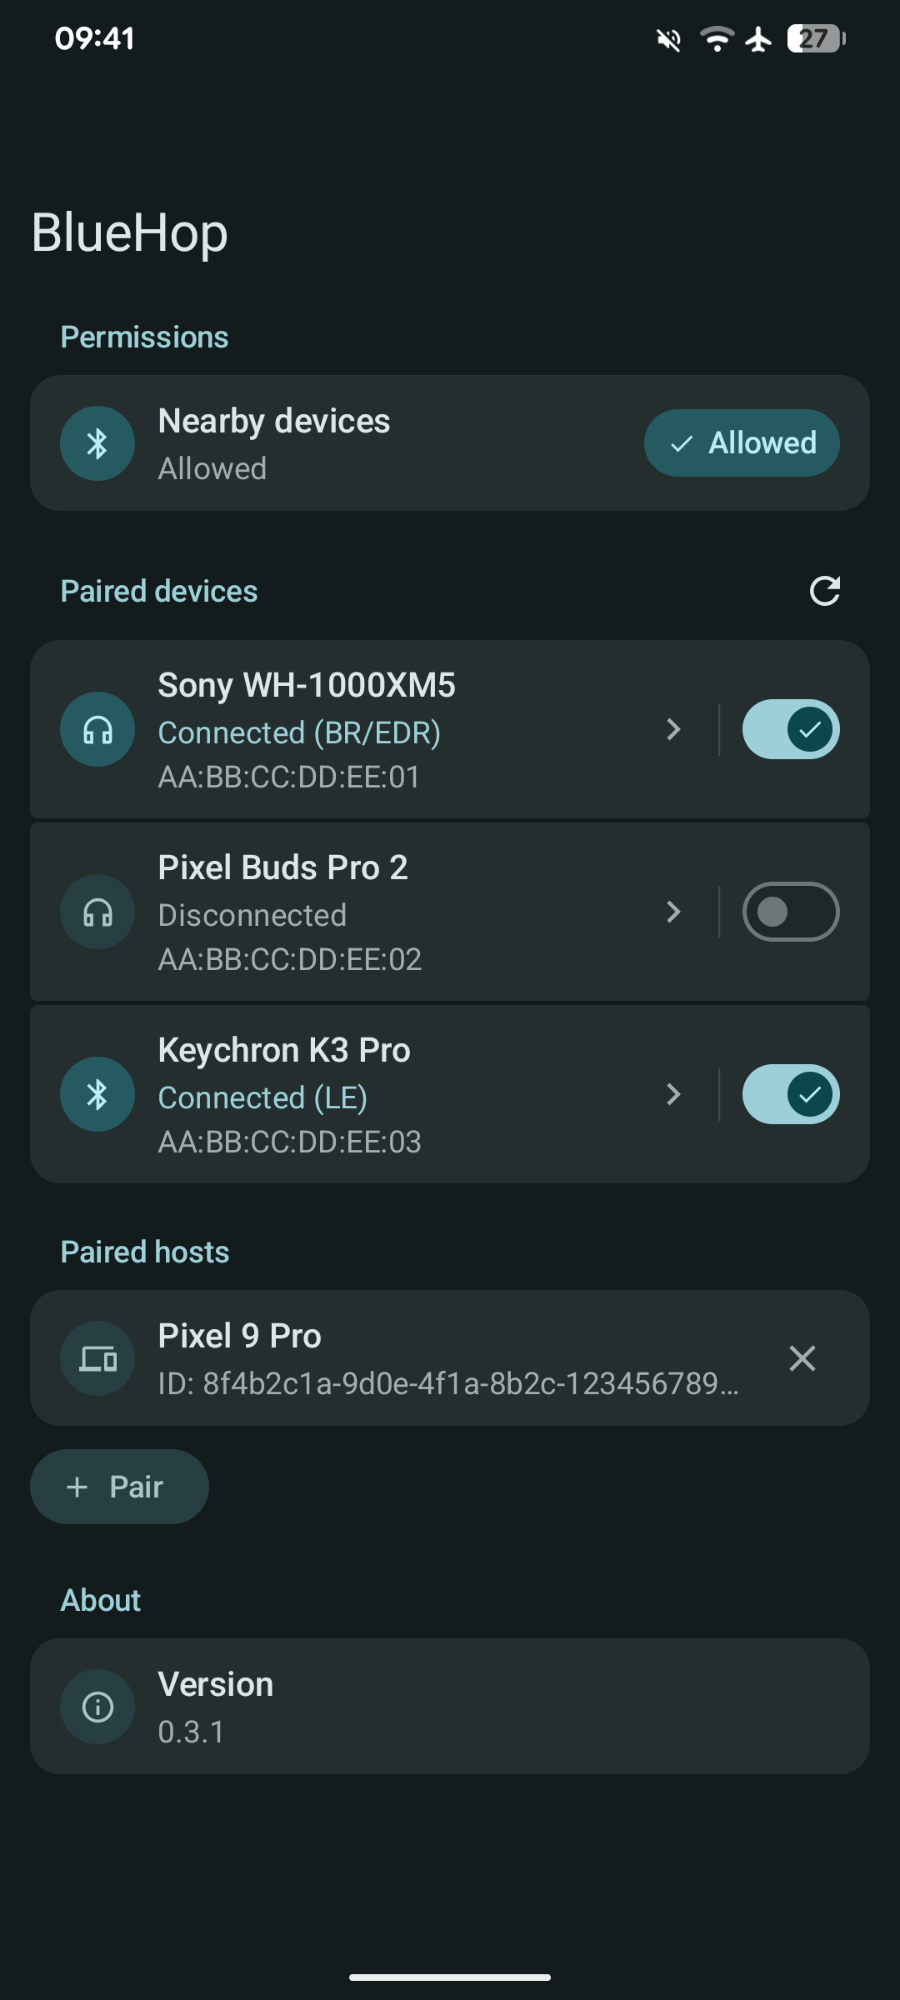 09:41
27
BlueHop
Permissions
Nearby devices
Allowed
Allowed
Paired devices
Sony WH-1000XM5
Connected (BR/EDR)
AA:BB:CC:DD:EE:01
Pixel Buds Pro 2
Disconnected
AA:BB:CC:DD:EE:02
Keychron K3 Pro
Connected (LE)
AA:BB:CC:DD:EE:03
Paired hosts
Pixel 9 Pro
ID: 8f4b2c1a-9d0e-4f1a-8b2c-123456789...
Pair
About
Version
0.3.1